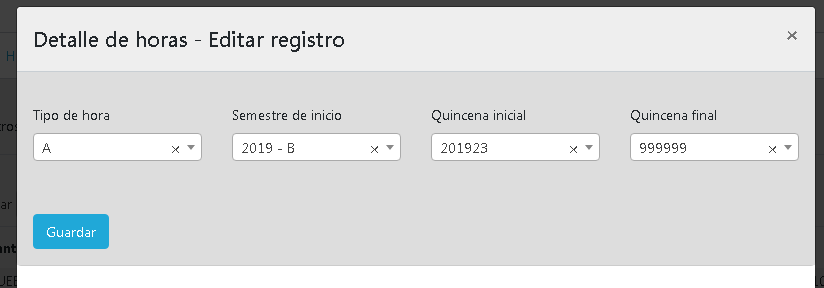 Detalle de horas - Editar registro ×
Tipo de hora Semestre de inicio Quincena inicial Quincena final
A × 2019 - B × 201923 × 999999 ×
Guardar